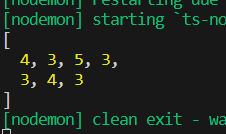 [nodemon] restarting due
[nodemon] starting `ts-no
[
4, 3, 5, 3,
3, 4, 3
]
[nodemon] clean exit - wa